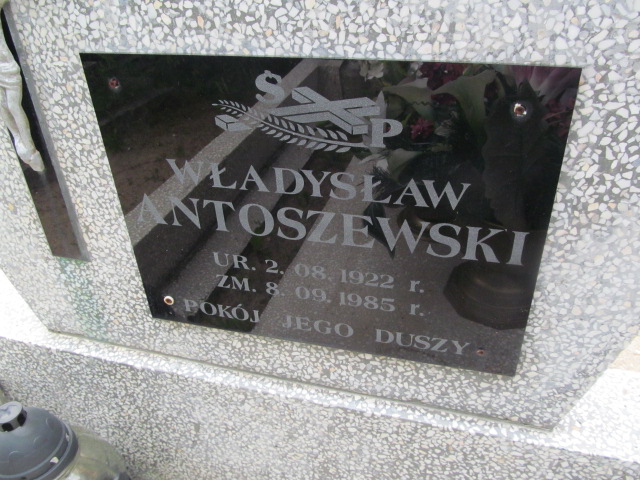 S P
WŁADYSŁAW
ANTOSZEWSKI
UR. 2. 08. 1922 r.
ZM. 8. 09. 1985 r.
POKÓJ JEGO DUSZY